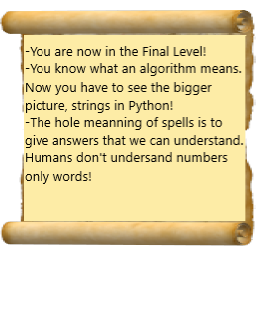 -You are now in the Final Level!
-You know what an algorithm means.
Now you have to see the bigger
picture, strings in Python!
-The hole meanning of spells is to
give answers that we can understand.
Humans don't undersand numbers
only words!